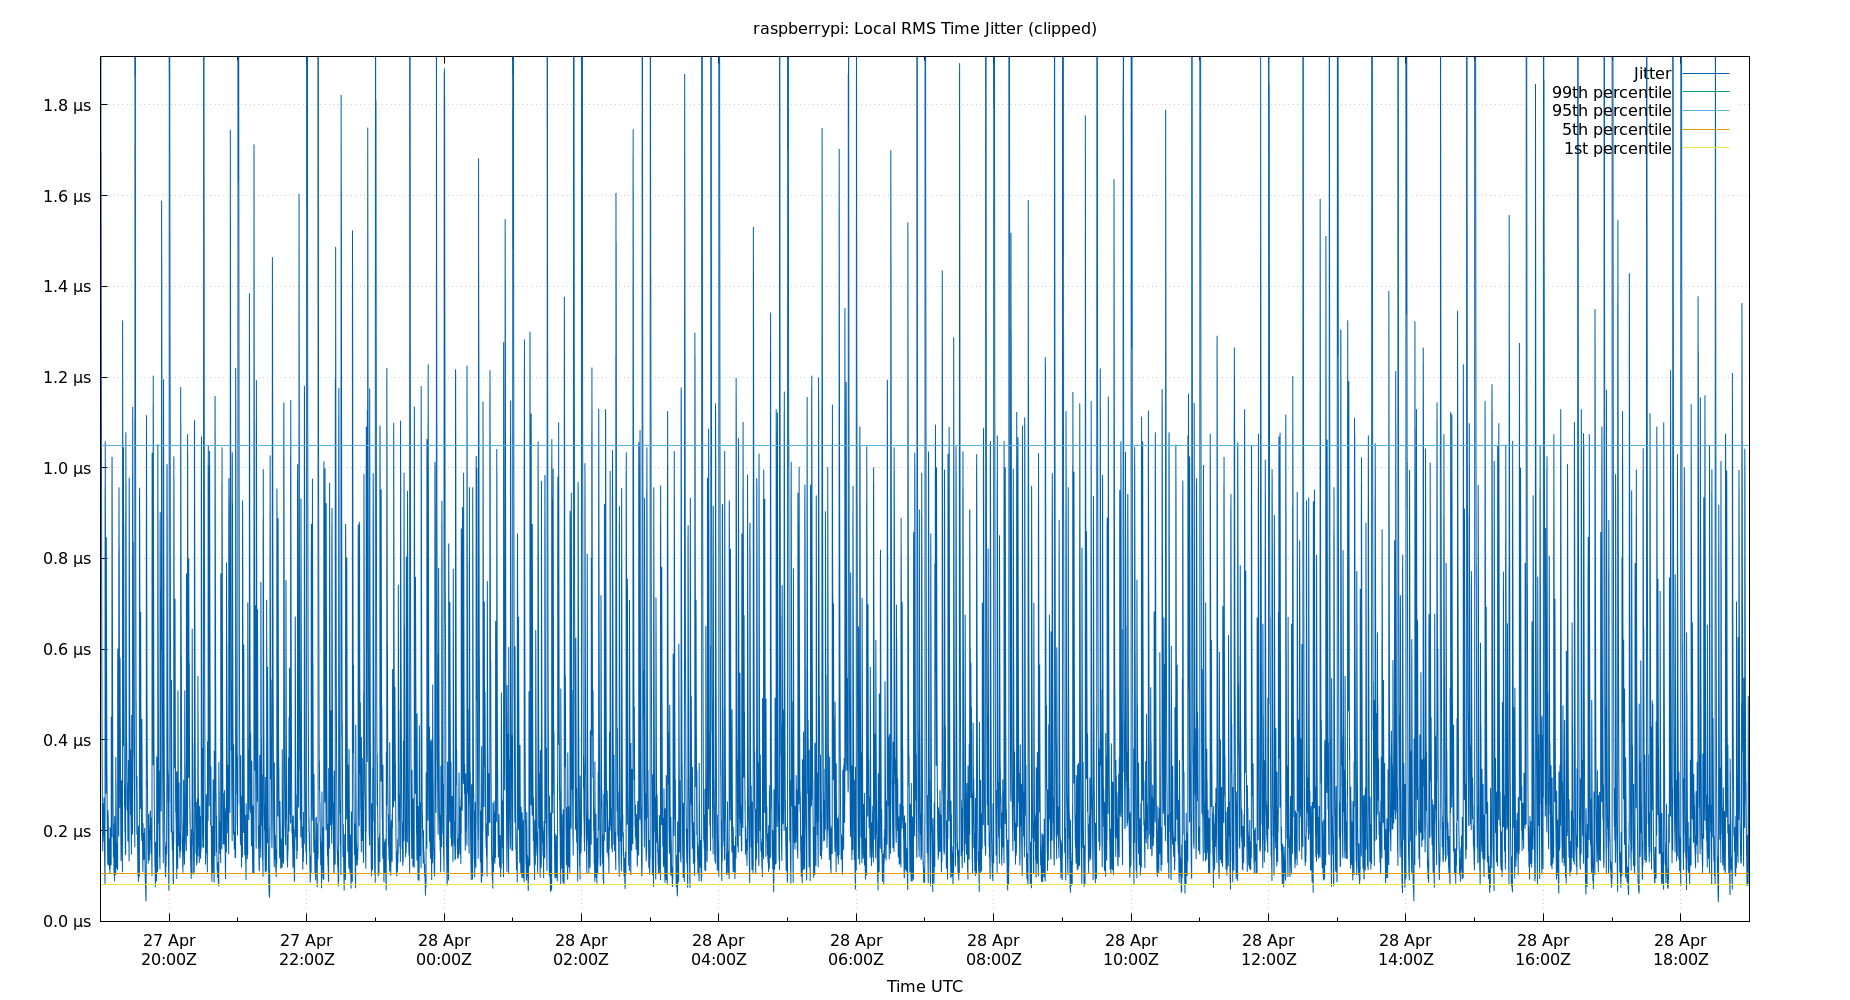 raspberrypi: Local RMS Time Jitter (clipped)
Jitter
99th percentile
95th percentile
5th percentile
1st percentile
1.8 µs
1.6 µs
1.4 µs
1.2 µs
1.0 µs
0.8 µs
0.6 µs
0.4 µs
0.2 µs
0.0 µs
27 Apr 27 Apr 28 Apr 28 Apr 28 Apr 28 Apr 28 Apr 28 Apr 28 Apr 28 Apr 28 Apr 28 Apr
20:00Z 22:00Z 00:00Z 02:00Z 04:00Z 06:00Z 08:00Z 10:00Z 12:00Z 14:00Z 16:00Z 18:00Z
Time UTC